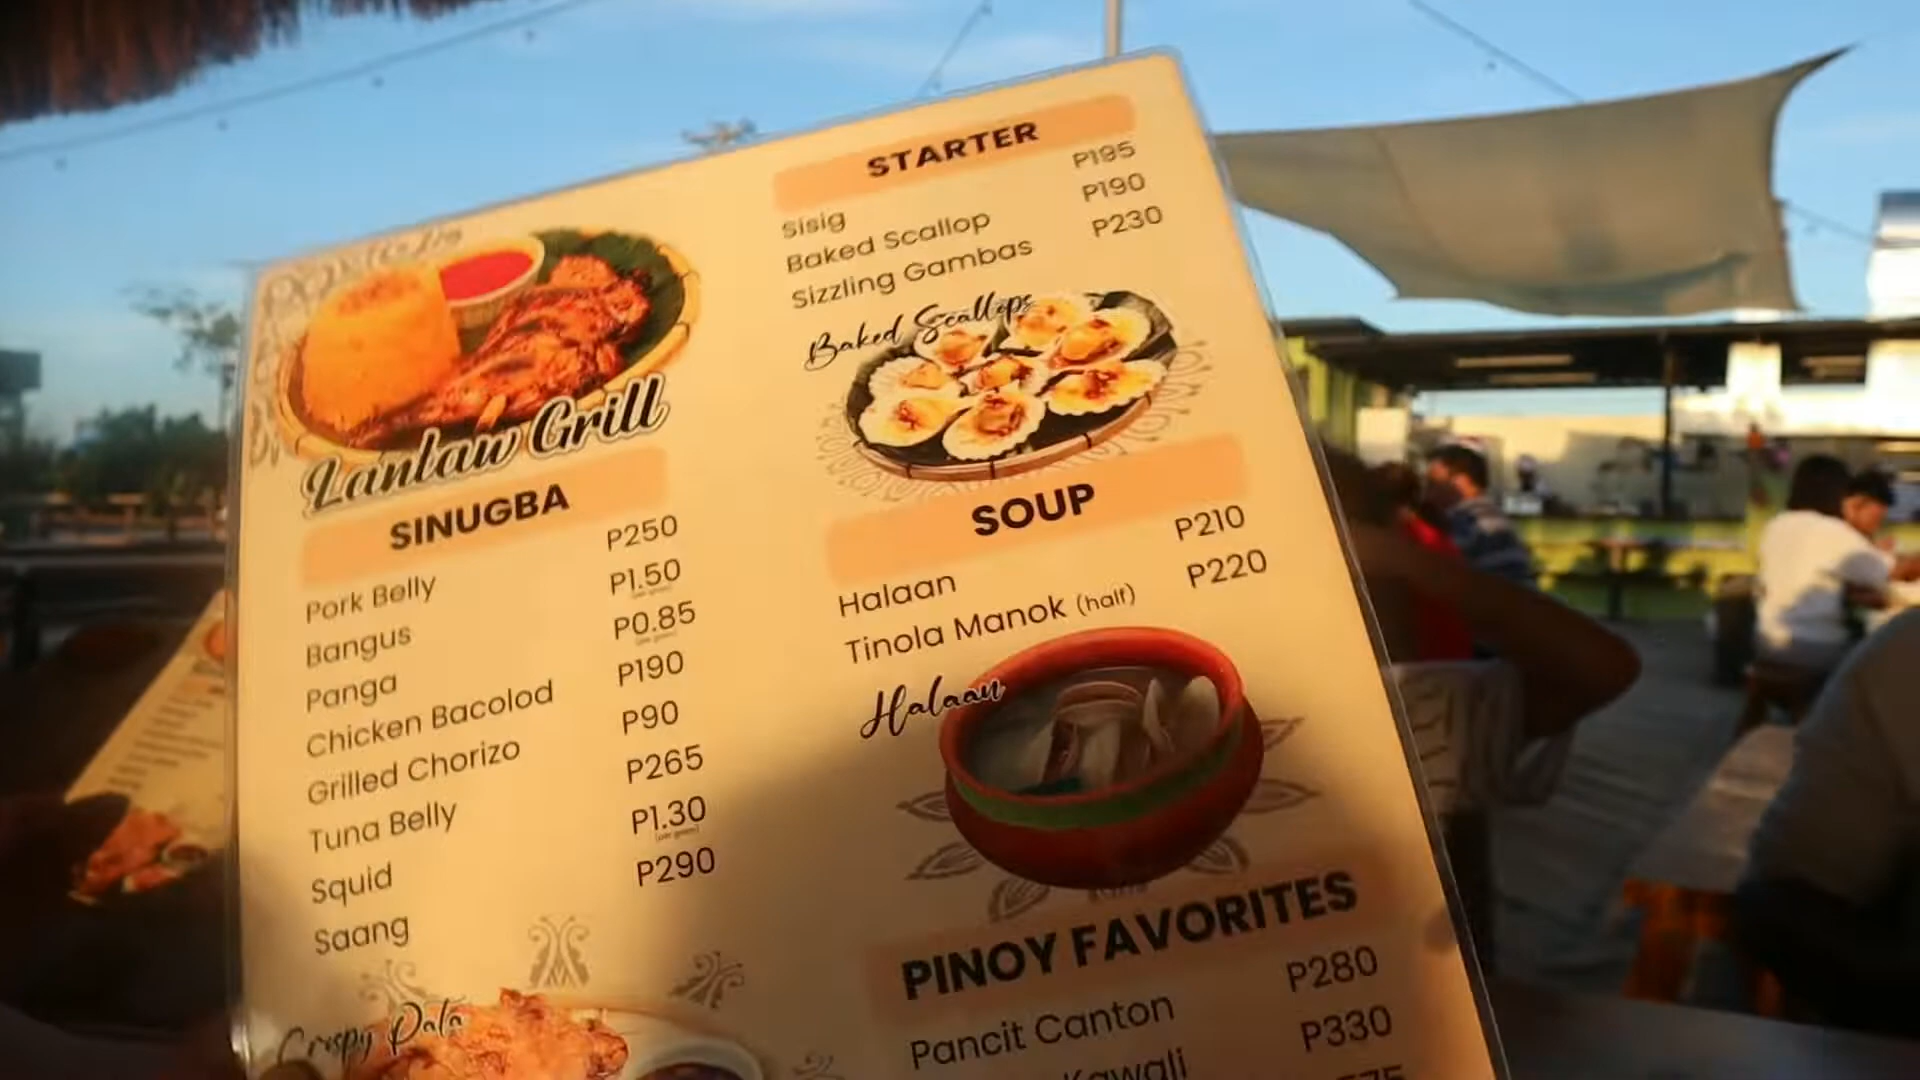 Lanlaw Grill
SINUGBA
Pork Belly P250
Bangus P1.50
Panga P0.85
Chicken Bacolod P190
Grilled Chorizo P90
Tuna Belly P265
Squid P1.30
Saang P290
Crispy Pata
STARTER
Sisig P195
Baked Scallop P190
Sizzling Gambas P230
Baked Scallops
SOUP
Halaan P210
Tinola Manok (half) P220
Halaan
PINOY FAVORITES
Pancit Canton P280
Kawali P330